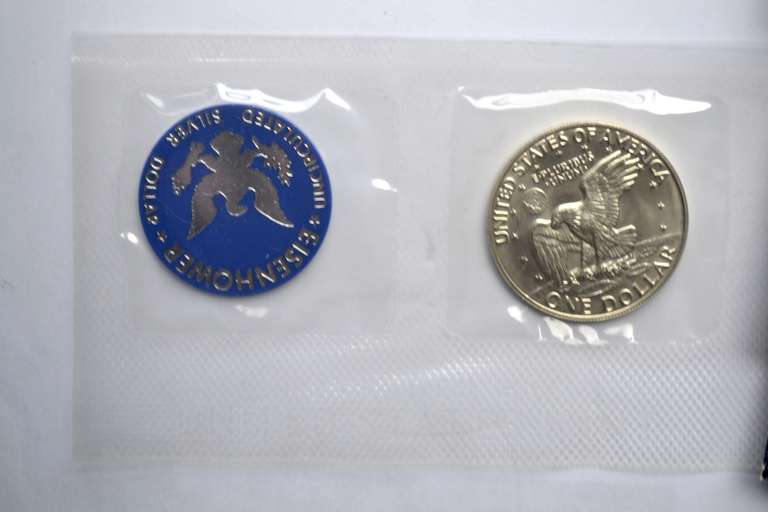 EISENHOWER
UNCIRCULATED SILVER DOLLAR
UNITED STATES OF AMERICA
E PLURIBUS
UNUM
ONE DOLLAR